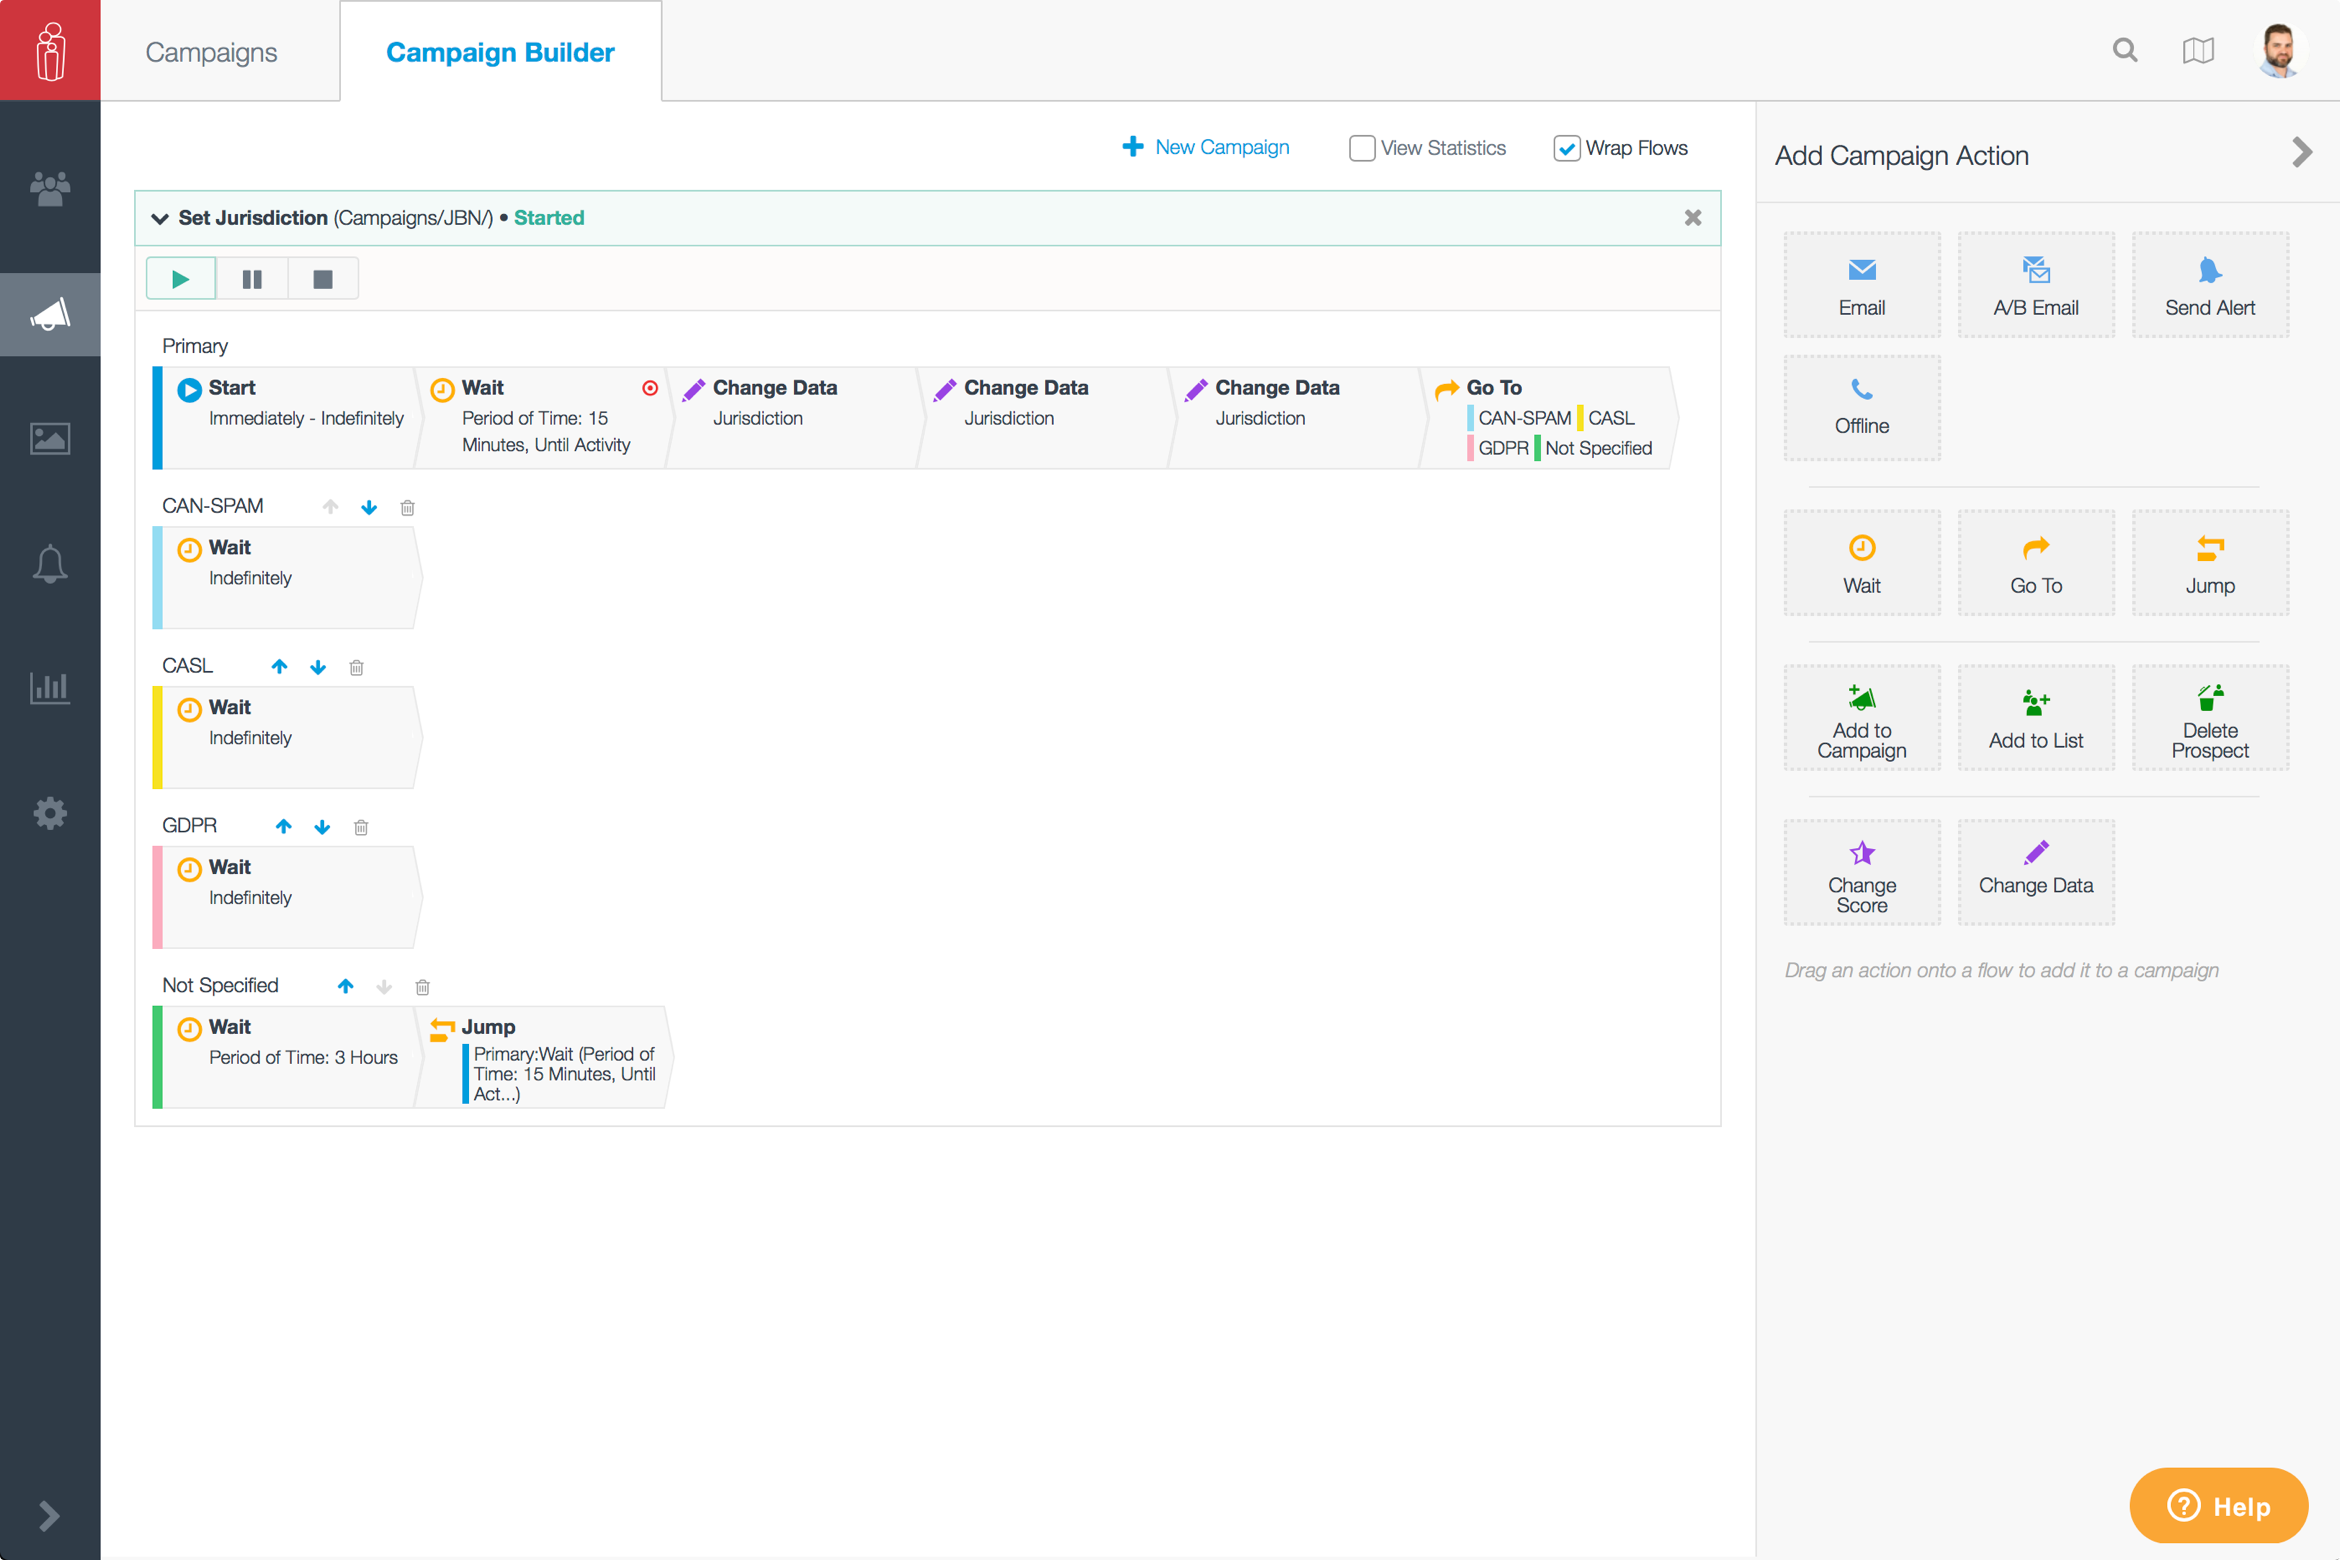 Campaigns
Campaign Builder
New Campaign
View Statistics
Wrap Flows
Add Campaign Action
Set Jurisdiction (Campaigns/JBN/) • Started
Primary
Start
Immediately - Indefinitely
Wait
Period of Time: 15
Minutes, Until Activity
Change Data
Jurisdiction
Change Data
Jurisdiction
Change Data
Jurisdiction
Go To
CAN-SPAM CASL
GDPR Not Specified
CAN-SPAM
Wait
Indefinitely
CASL
Wait
Indefinitely
GDPR
Wait
Indefinitely
Not Specified
Wait
Period of Time: 3 Hours
Jump
Primary:Wait (Period of
Time: 15 Minutes, Until
Act...)
Email
A/B Email
Send Alert
Offline
Wait
Go To
Jump
Add to
Campaign
Add to List
Delete
Prospect
Change
Score
Change Data
Drag an action onto a flow to add it to a campaign
? Help